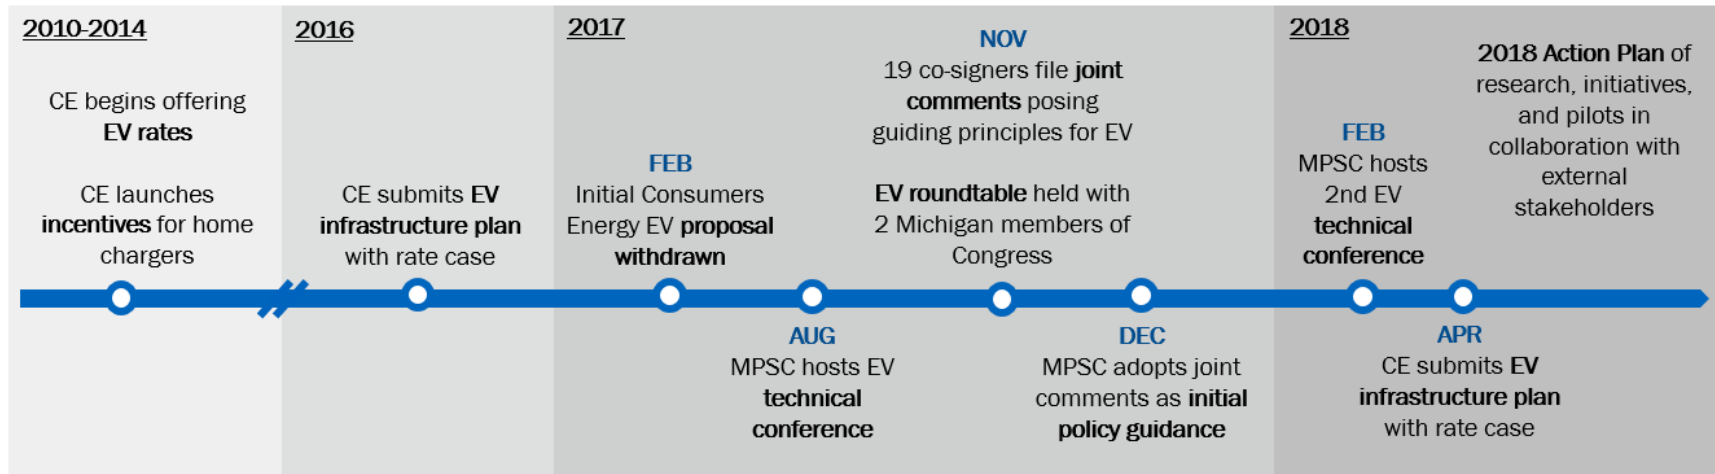 2010-2014
CE begins offering
EV rates
CE launches
incentives for home
chargers
2016
CE submits EV
infrastructure plan
with rate case
2017
FEB
Initial Consumers
Energy EV proposal
withdrawn
AUG
MPSC hosts EV
technical
conference
NOV
19 co-signers file joint
comments posing
guiding principles for EV
EV roundtable held with
2 Michigan members of
Congress
DEC
MPSC adopts joint
comments as initial
policy guidance
2018
FEB
MPSC hosts
2nd EV
technical
conference
APR
CE submits EV
infrastructure plan
with rate case
2018 Action Plan of
research, initiatives,
and pilots in
collaboration with
external
stakeholders